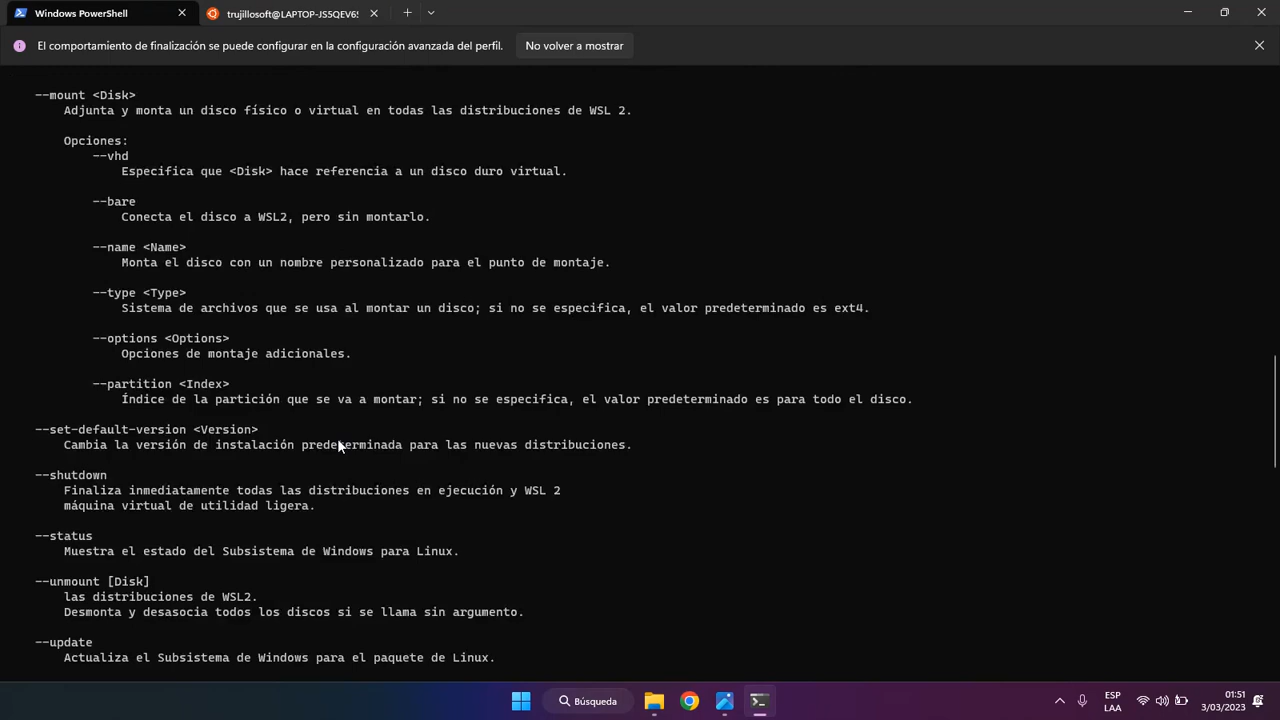 Windows PowerShell
trujillosoft@LAPTOP-JS5QEV6S
El comportamiento de finalización se puede configurar en la configuración avanzada del perfil.
No volver a mostrar
--mount <Disk>
Adjunta y monta un disco físico o virtual en todas las distribuciones de WSL 2.
Opciones:
--vhd
Especifica que <Disk> hace referencia a un disco duro virtual.
--bare
Conecta el disco a WSL2, pero sin montarlo.
--name <Name>
Monta el disco con un nombre personalizado para el punto de montaje.
--type <Type>
Sistema de archivos que se usa al montar un disco; si no se especifica, el valor predeterminado es ext4.
--options <Options>
Opciones de montaje adicionales.
--partition <Index>
Índice de la partición que se va a montar; si no se especifica, el valor predeterminado es para todo el disco.
--set-default-version <Version>
Cambia la versión de instalación predeterminada para las nuevas distribuciones.
--shutdown
Finaliza inmediatamente todas las distribuciones en ejecución y WSL 2
máquina virtual de utilidad ligera.
--status
Muestra el estado del Subsistema de Windows para Linux.
--unmount [Disk]
las distribuciones de WSL2.
Desmonta y desasocia todos los discos si se llama sin argumento.
--update
Actualiza el Subsistema de Windows para el paquete de Linux.
Búsqueda
ESP
LAA
01:51
3/03/2023